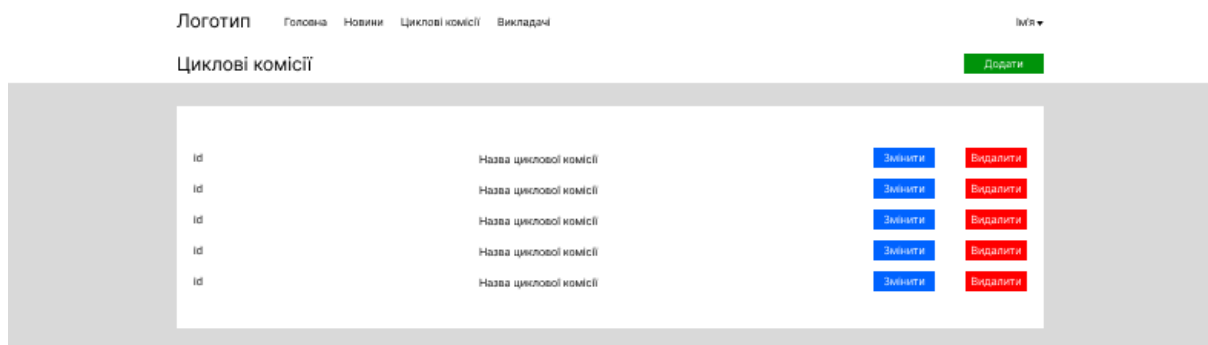 Логотип Головна Новини Циклові комісії Викладачі Ім'я
Циклові комісії Додати
id Назва циклової комісії Змінити Видалити
id Назва циклової комісії Змінити Видалити
id Назва циклової комісії Змінити Видалити
id Назва циклової комісії Змінити Видалити
id Назва циклової комісії Змінити Видалити